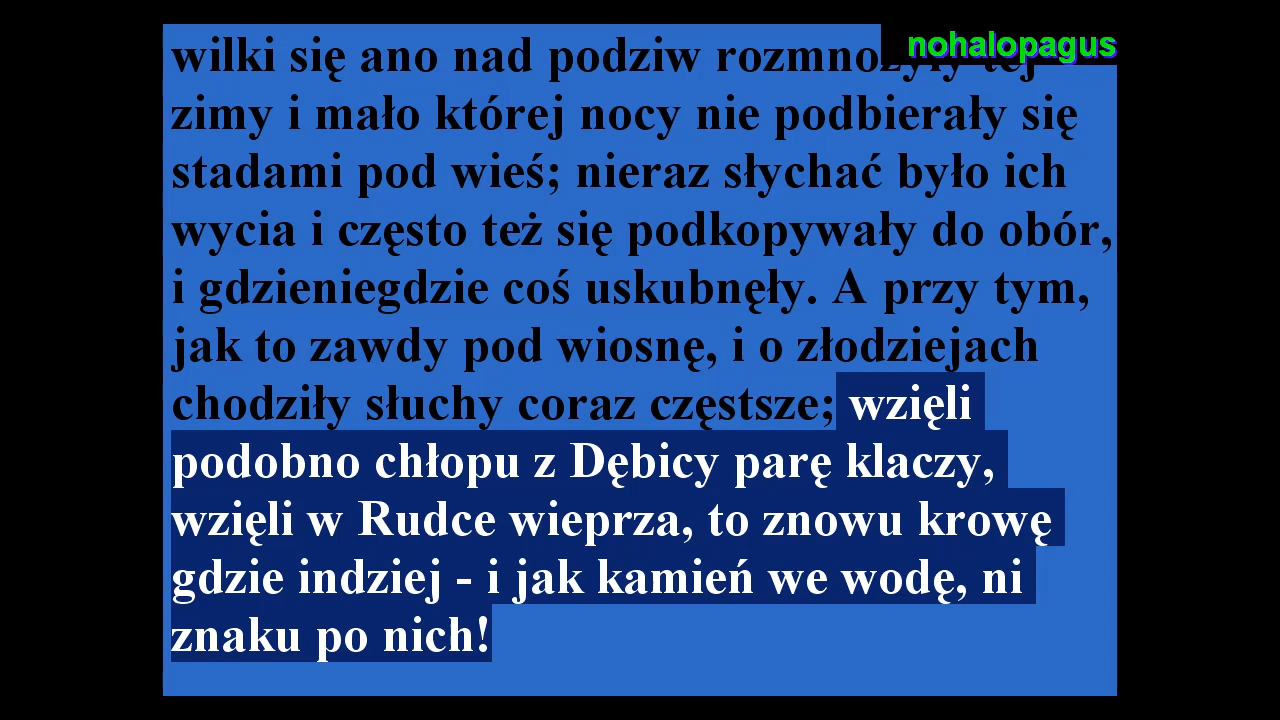 nohalopagus
wilki się ano nad podziw rozmnożyły tej
zimy i mało której nocy nie podbierały się
stadami pod wieś; nieraz słychać było ich
wycia i często też się podkopywały do obór,
i gdzieniegdzie coś uskubnęły. A przy tym,
jak to zawdy pod wiosnę, i o złodziejach
chodziły słuchy coraz częstsze; wzięli
podobno chłopu z Dębicy parę klaczy,
wzięli w Rudce wieprza, to znowu krowę
gdzie indziej - i jak kamień we wodę, ni
znaku po nich!